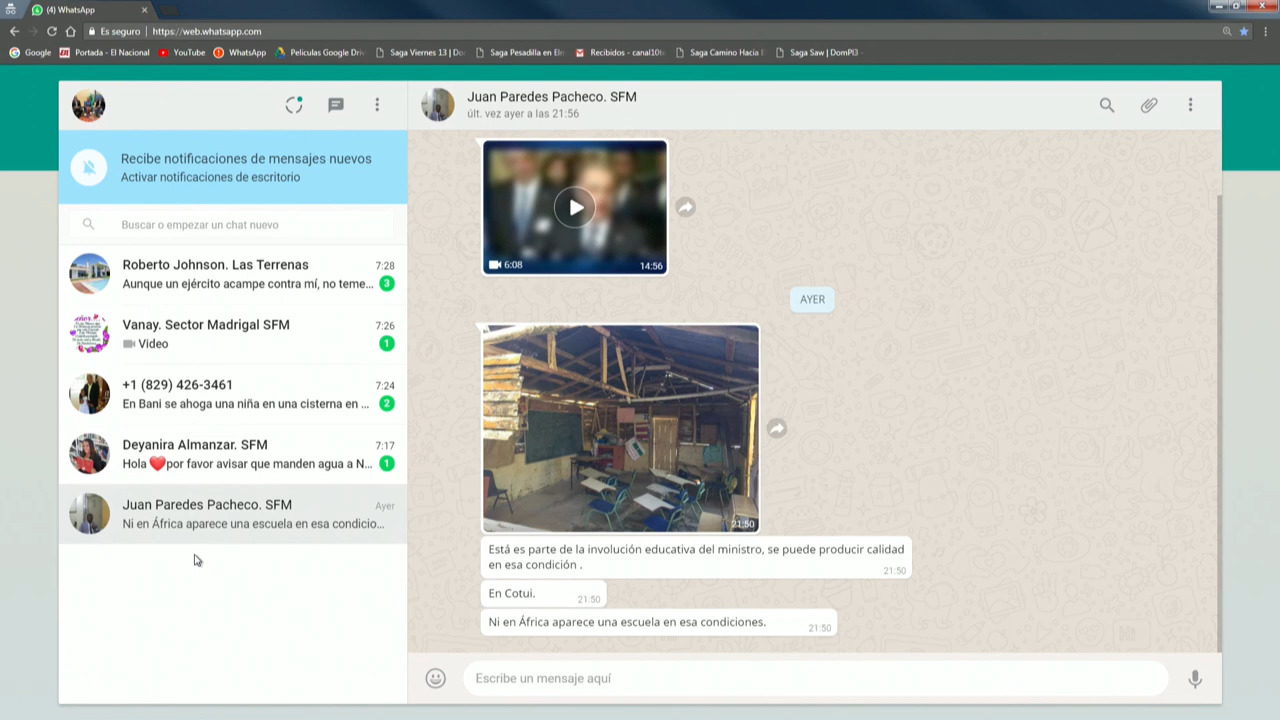 (4) WhatsApp
Es seguro | https://web.whatsapp.com
Google
Portada - El Nacional
YouTube
WhatsApp
Peliculas Google Dri
Saga Viernes 13 | Do
Saga Pesadilla en El
Recibidos - canal10t
Saga Camino Hacia
Saga Saw | DomPl3
Juan Paredes Pacheco. SFM
últ. vez ayer a las 21:56
Recibe notificaciones de mensajes nuevos
Activar notificaciones de escritorio
Buscar o empezar un chat nuevo
Roberto Johnson. Las Terrenas 7:28
Aunque un ejército acampe contra mí, no teme... 3
Vanay. Sector Madrigal SFM 7:26
Video 1
+1 (829) 426-3461 7:24
En Bani se ahoga una niña en una cisterna en ... 2
Deyanira Almanzar. SFM 7:17
Hola ❤️por favor avisar que manden agua a N... 1
Juan Paredes Pacheco. SFM Ayer
Ni en África aparece una escuela en esa condicio...
6:08 14:56
AYER
21:50
Está es parte de la involución educativa del ministro, se puede producir calidad
en esa condición .
21:50
En Cotui. 21:50
Ni en África aparece una escuela en esa condiciones. 21:50
Escribe un mensaje aquí